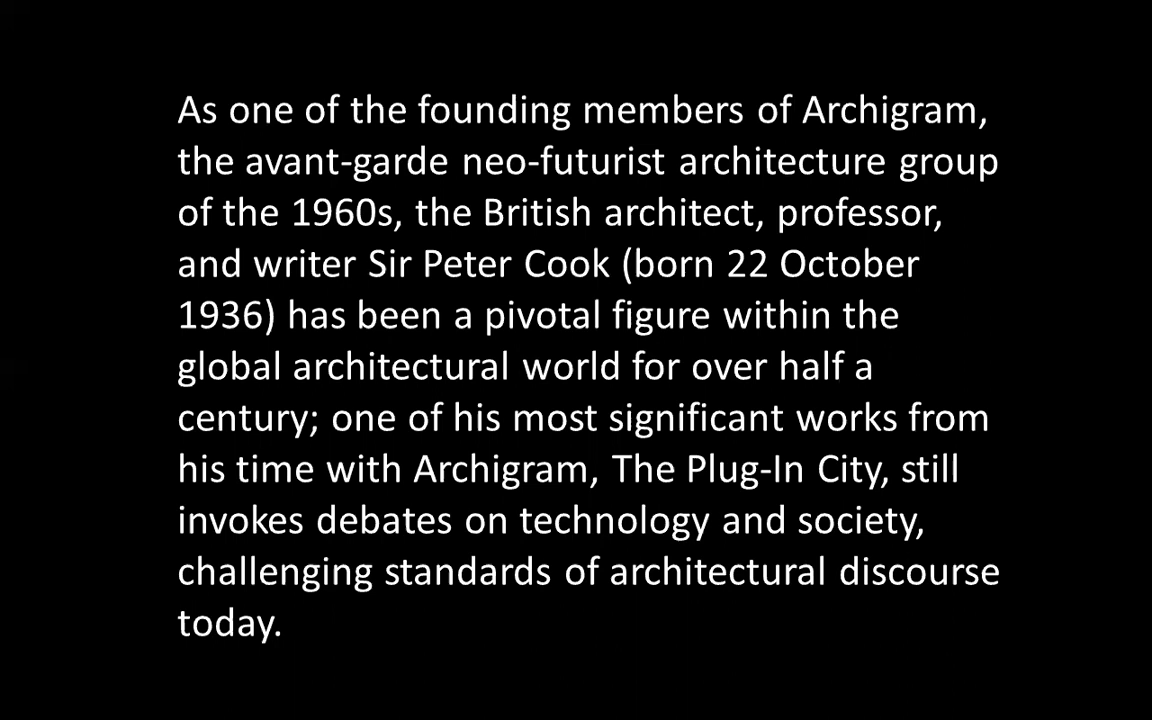 As one of the founding members of Archigram,
the avant-garde neo-futurist architecture group
of the 1960s, the British architect, professor,
and writer Sir Peter Cook (born 22 October
1936) has been a pivotal figure within the
global architectural world for over half a
century; one of his most significant works from
his time with Archigram, The Plug-In City, still
invokes debates on technology and society,
challenging standards of architectural discourse
today.